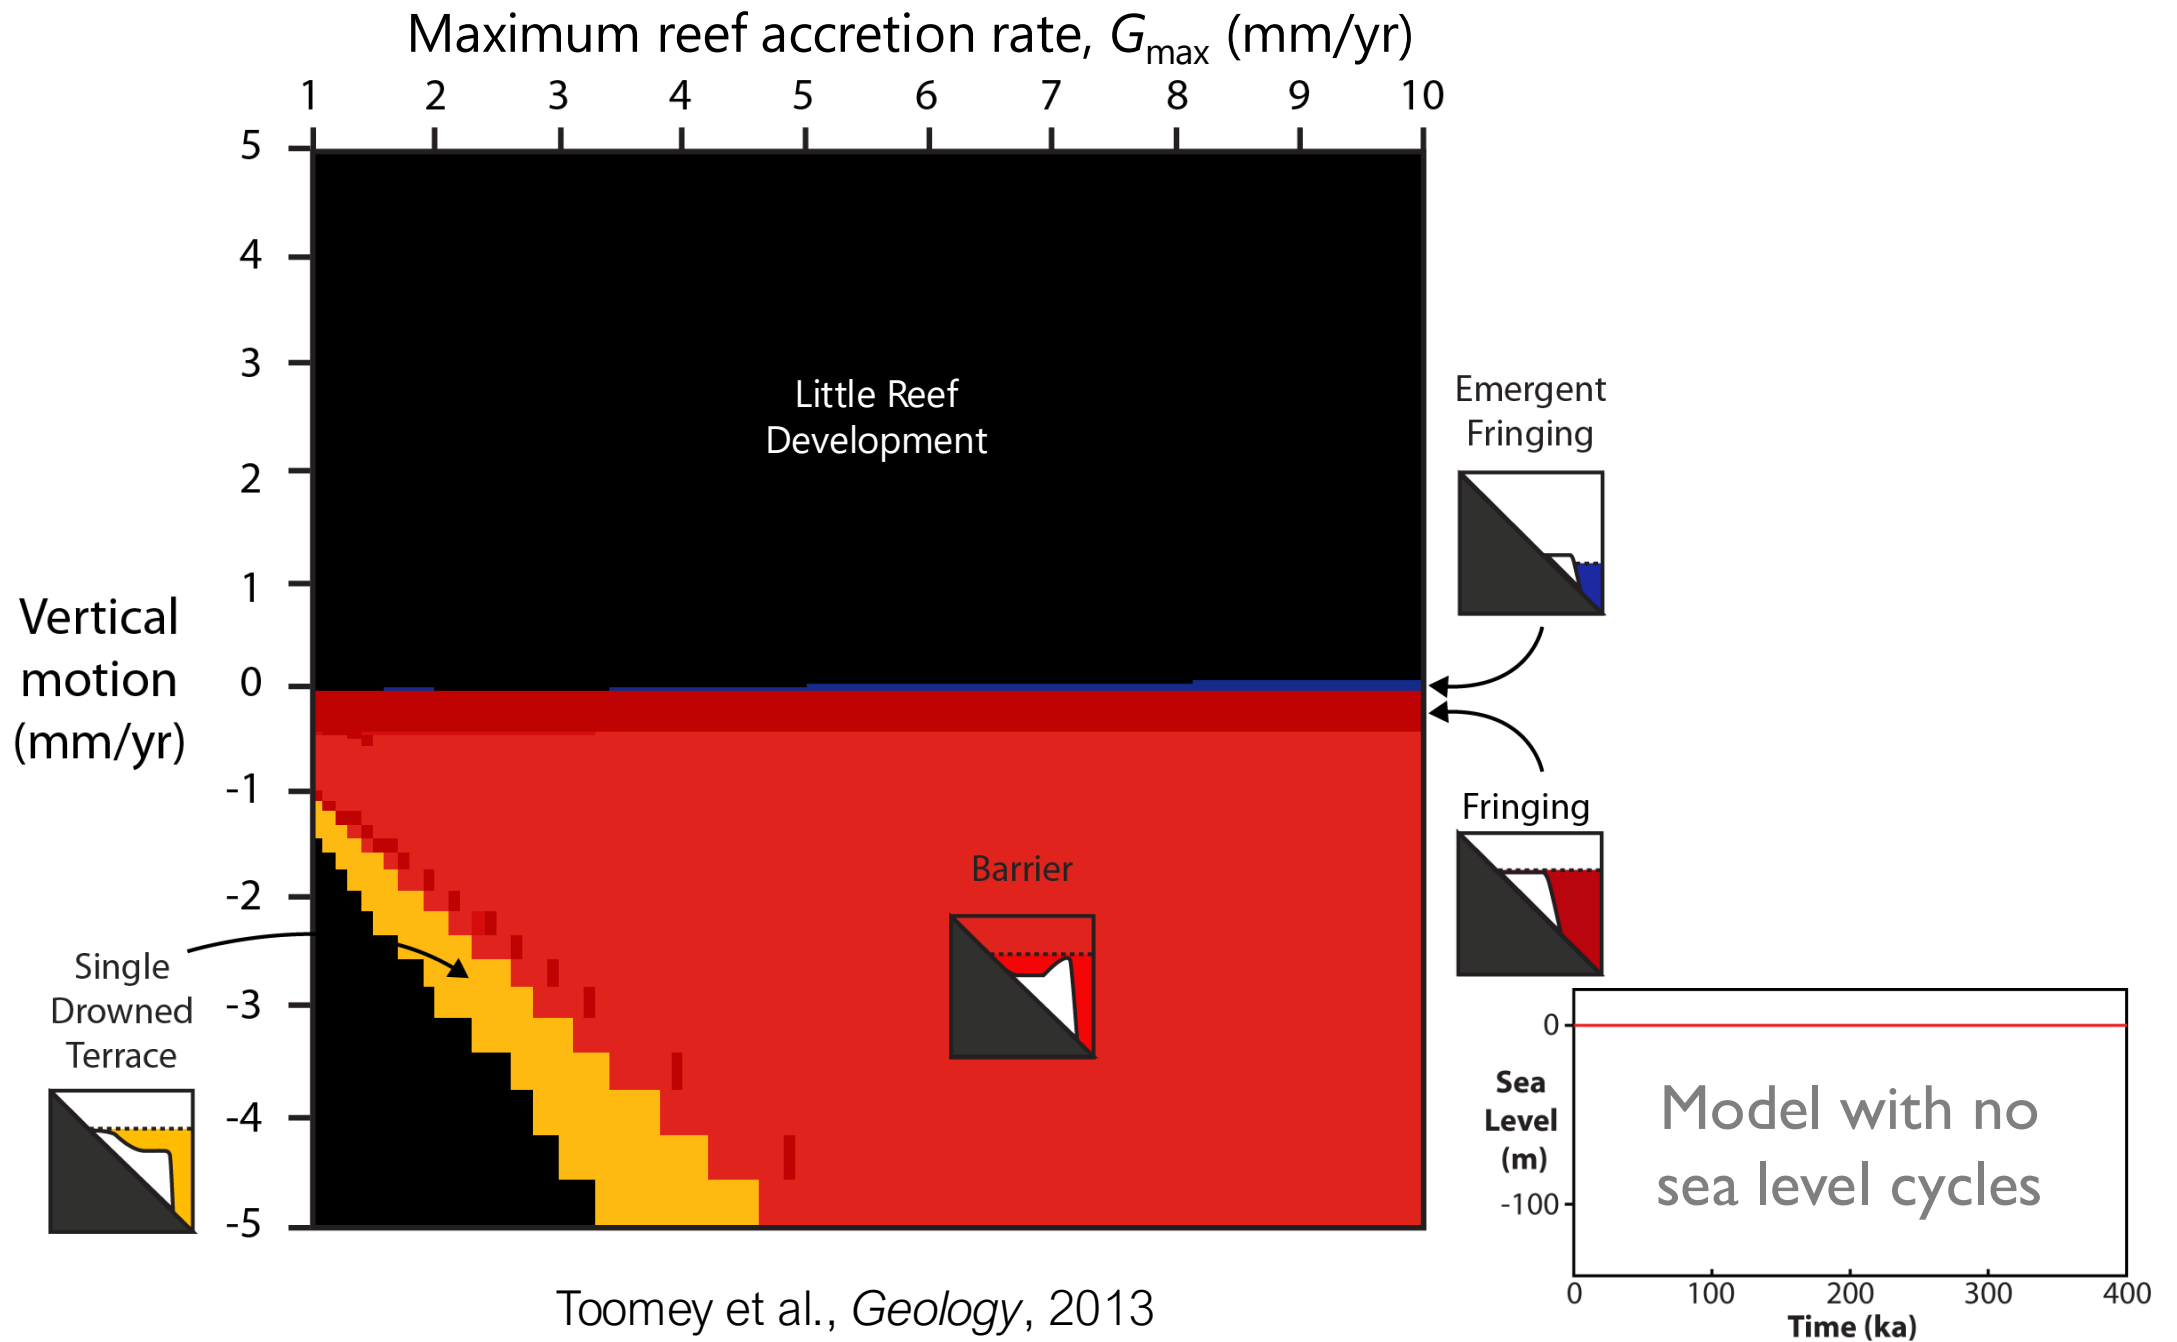 Maximum reef accretion rate, Gmax (mm/yr)
1 2 3 4 5 6 7 8 9 10
5
4
3
2
1
0
-1
-2
-3
-4
-5
Vertical
motion
(mm/yr)
Little Reef
Development
Emergent
Fringing
Fringing
Barrier
Single
Drowned
Terrace
Sea
Level
(m)
0
-100
Model with no
sea level cycles
0 100 200 300 400
Time (ka)
Toomey et al., Geology, 2013